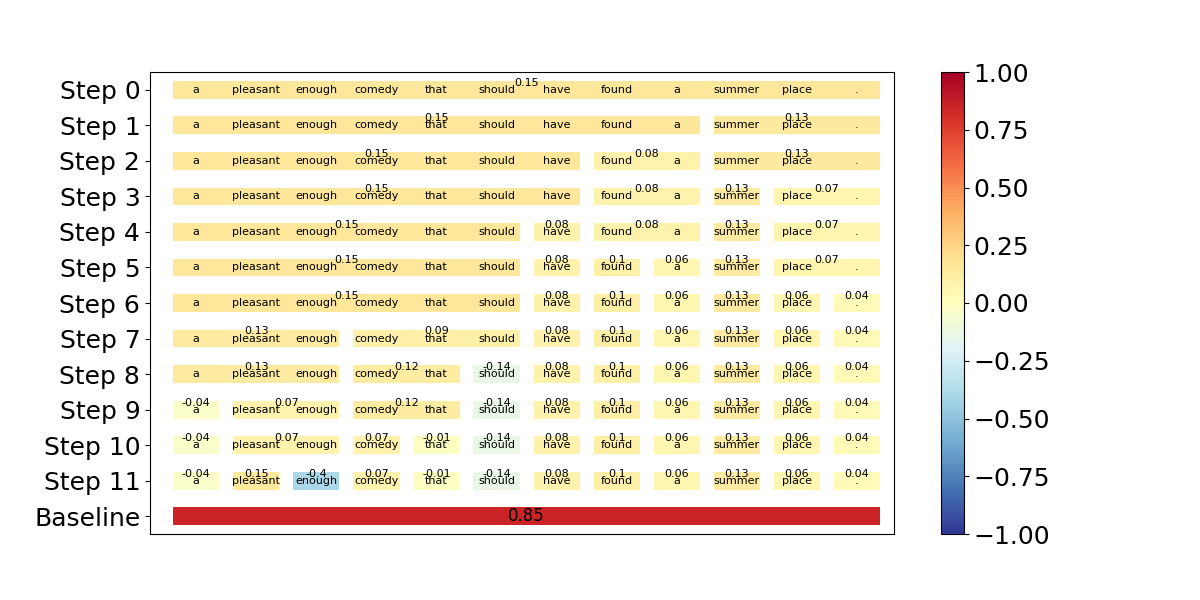 0.15
Step 0 a pleasant enough comedy that should have found a summer place .
0.15 0.13
Step 1 a pleasant enough comedy that should have found a summer place .
0.15 0.08 0.13
Step 2 a pleasant enough comedy that should have found a summer place .
0.15 0.08 0.13 0.07
Step 3 a pleasant enough comedy that should have found a summer place .
0.15 0.08 0.08 0.13 0.07
Step 4 a pleasant enough comedy that should have found a summer place .
0.15 0.08 0.1 0.06 0.13 0.07
Step 5 a pleasant enough comedy that should have found a summer place .
0.15 0.08 0.1 0.06 0.13 0.06 0.04
Step 6 a pleasant enough comedy that should have found a summer place .
0.13 0.09 0.08 0.1 0.06 0.13 0.06 0.04
Step 7 a pleasant enough comedy that should have found a summer place .
0.13 0.12 -0.14 0.08 0.1 0.06 0.13 0.06 0.04
Step 8 a pleasant enough comedy that should have found a summer place .
-0.04 0.07 0.12 -0.14 0.08 0.1 0.06 0.13 0.06 0.04
Step 9 a pleasant enough comedy that should have found a summer place .
-0.04 0.07 0.07 -0.01 -0.14 0.08 0.1 0.06 0.13 0.06 0.04
Step 10 a pleasant enough comedy that should have found a summer place .
-0.04 0.15 -0.4 0.07 -0.01 -0.14 0.08 0.1 0.06 0.13 0.06 0.04
Step 11 a pleasant enough comedy that should have found a summer place .
Baseline 0.85
1.00
0.75
0.50
0.25
0.00
−0.25
−0.50
−0.75
−1.00